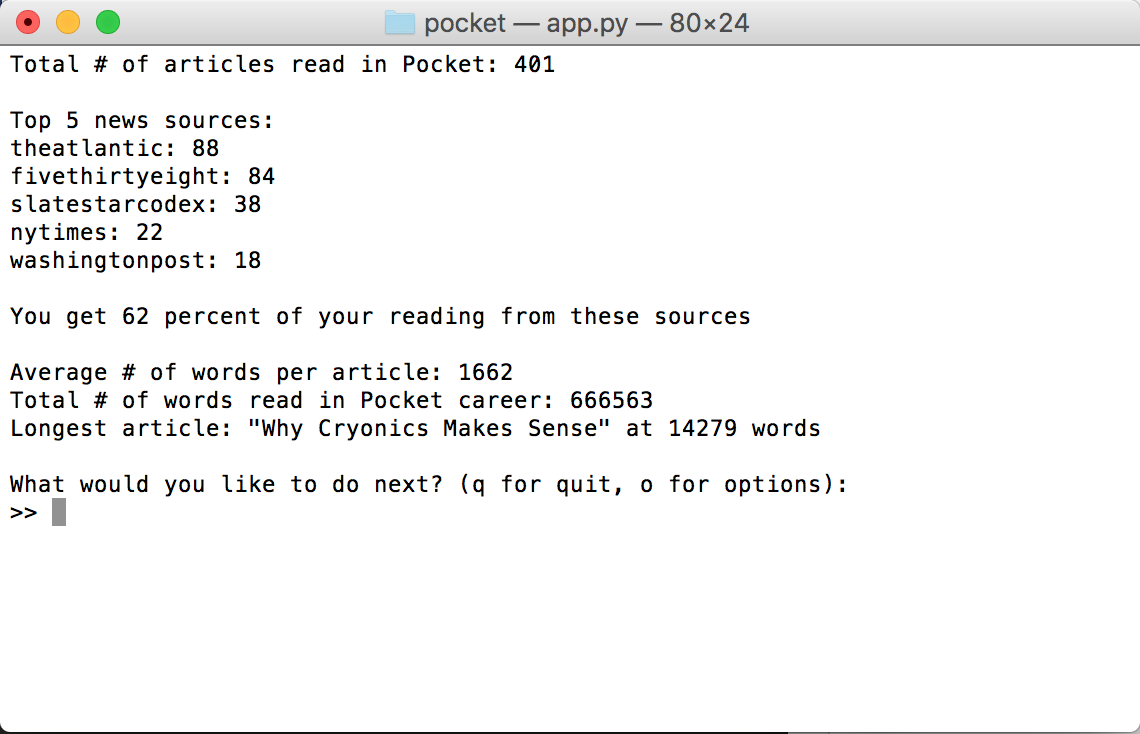 pocket — app.py — 80×24
Total # of articles read in Pocket: 401
Top 5 news sources:
theatlantic: 88
fivethirtyeight: 84
slatestarcodex: 38
nytimes: 22
washingtonpost: 18
You get 62 percent of your reading from these sources
Average # of words per article: 1662
Total # of words read in Pocket career: 666563
Longest article: "Why Cryonics Makes Sense" at 14279 words
What would you like to do next? (q for quit, o for options):
>>